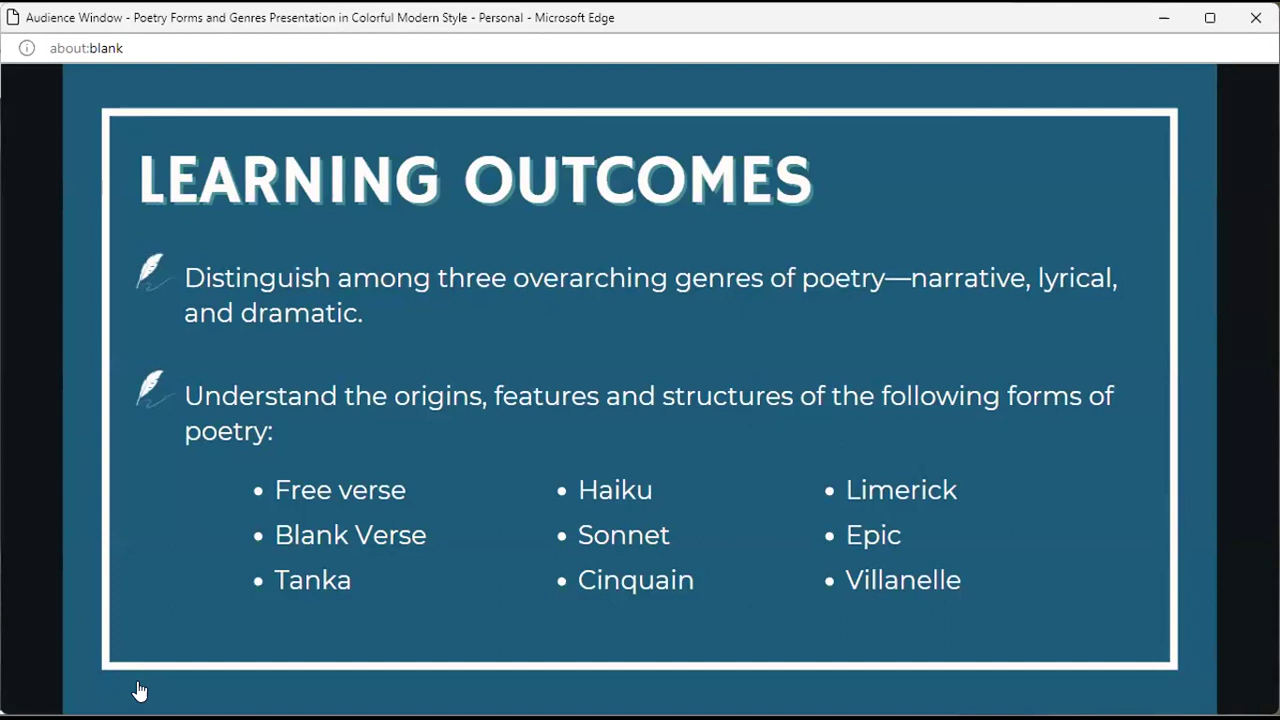 Audience Window - Poetry Forms and Genres Presentation in Colorful Modern Style - Personal - Microsoft Edge
about:blank
LEARNING OUTCOMES
Distinguish among three overarching genres of poetry—narrative, lyrical,
and dramatic.
Understand the origins, features and structures of the following forms of
poetry:
• Free verse • Haiku • Limerick
• Blank Verse • Sonnet • Epic
• Tanka • Cinquain • Villanelle